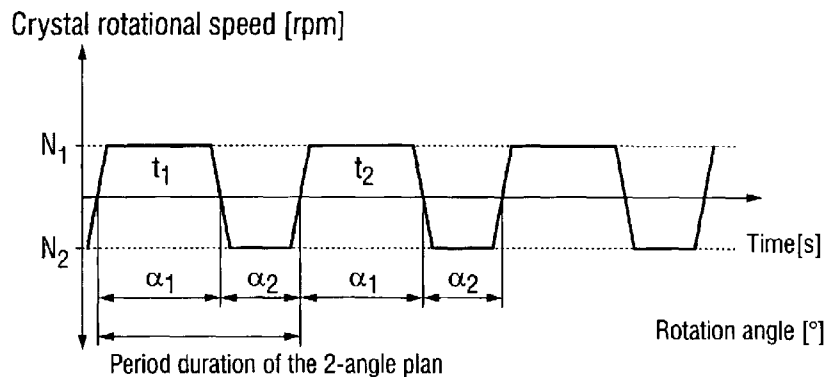 Crystal rotational speed [rpm]
N₁
t₁
t₂
N₂
Time[s]
α₁
α₂
α₁
α₂
Rotation angle [°]
Period duration of the 2-angle plan